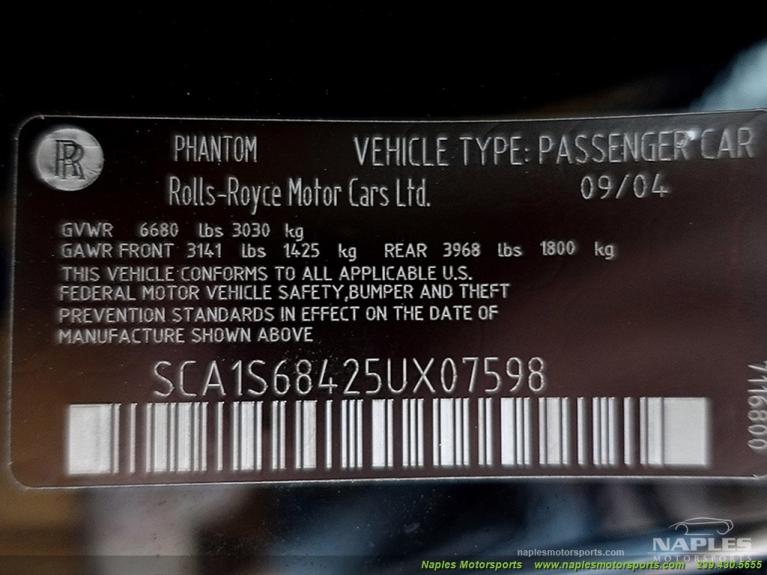 RR PHANTOM VEHICLE TYPE: PASSENGER CAR
Rolls-Royce Motor Cars Ltd. 09/04
GVWR 6680 lbs 3030 kg
GAWR FRONT 3141 lbs 1425 kg REAR 3968 lbs 1800 kg
THIS VEHICLE CONFORMS TO ALL APPLICABLE U.S.
FEDERAL MOTOR VEHICLE SAFETY,BUMPER AND THEFT
PREVENTION STANDARDS IN EFFECT ON THE DATE OF
MANUFACTURE SHOWN ABOVE
SCA1S68425UX07598
7116800
NAPLES
MOTORSPORTS
naplesmotorsports.com
Naples Motorsports - www.naplesmotorsports.com - 239.430.5655